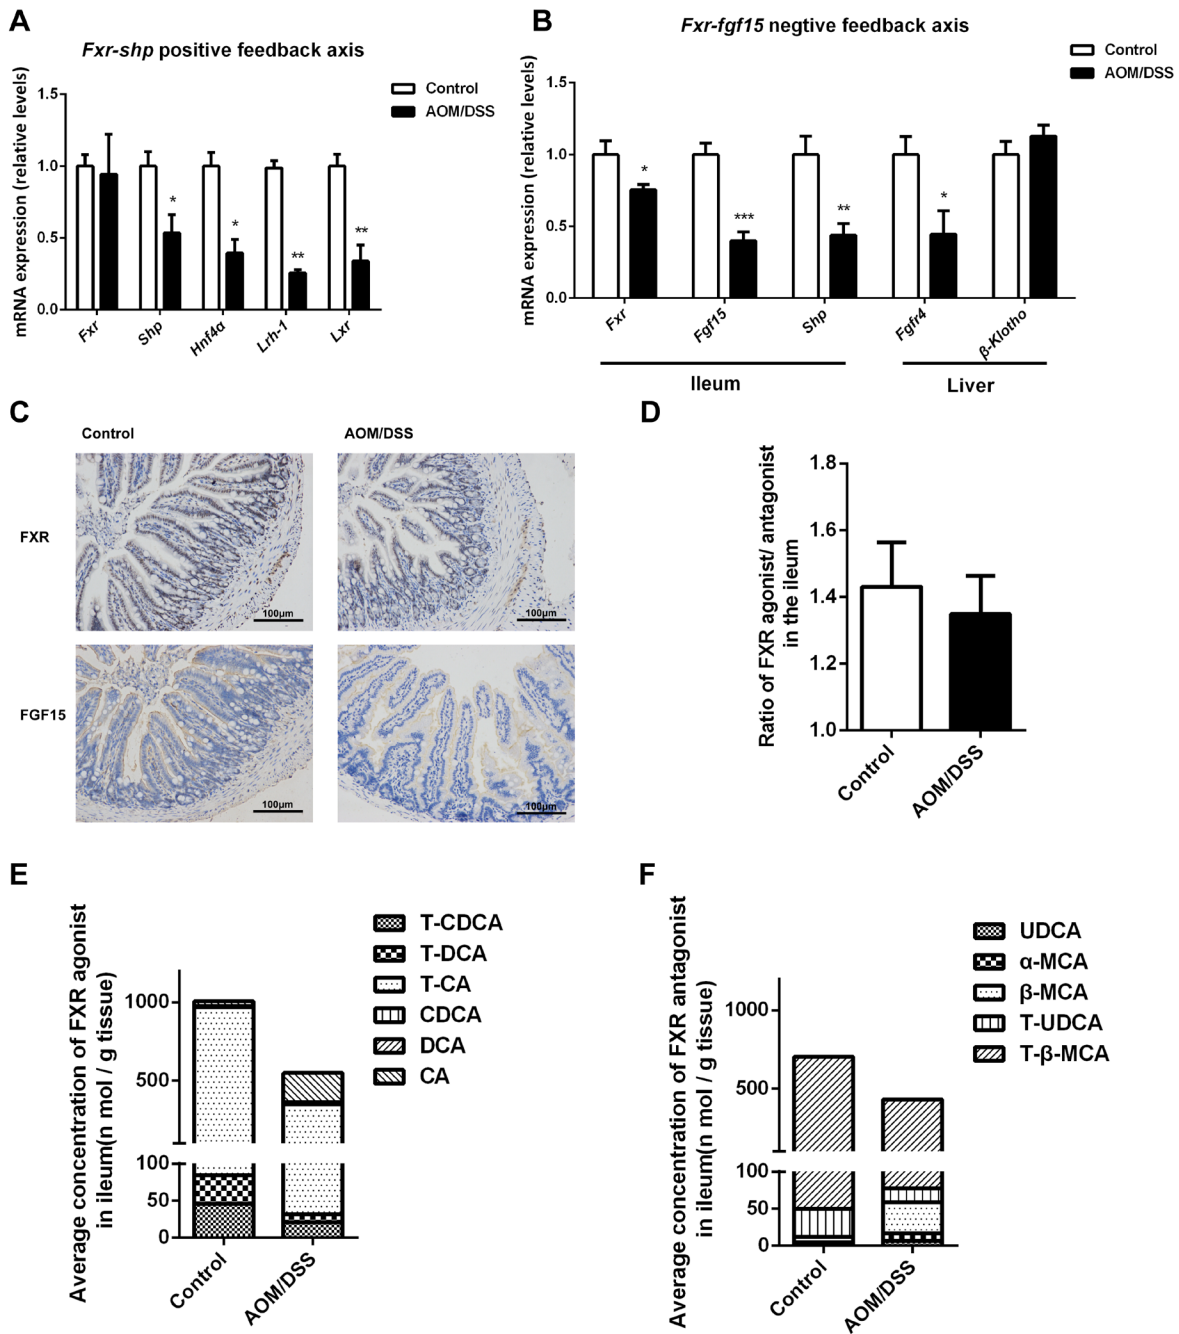 A
Fxr-shp positive feedback axis
Control
AOM/DSS
mRNA expression (relative levels)
1.5
1.0
0.5
0.0
*
*
**
**
Fxr
Shp
Hnf4α
Lrh-1
Lxr
B
Fxr-fgf15 negtive feedback axis
Control
AOM/DSS
mRNA expression (relative levels)
1.5
1.0
0.5
0.0
*
***
**
*
Fxr
Fgf15
Shp
Fgfr4
β-Klotho
Ileum
Liver
C
Control
AOM/DSS
FXR
100μm
100μm
FGF15
100μm
100μm
D
Ratio of FXR agonist/ antagonist
in the ileum
1.8
1.6
1.4
1.2
1.0
Control
AOM/DSS
E
Average concentration of FXR agonist
in ileum(n mol / g tissue)
1000
500
100
50
0
Control
AOM/DSS
T-CDCA
T-DCA
T-CA
CDCA
DCA
CA
F
Average concentration of FXR antagonist
in ileum(n mol / g tissue)
1000
500
100
50
0
Control
AOM/DSS
UDCA
α-MCA
β-MCA
T-UDCA
T-β-MCA